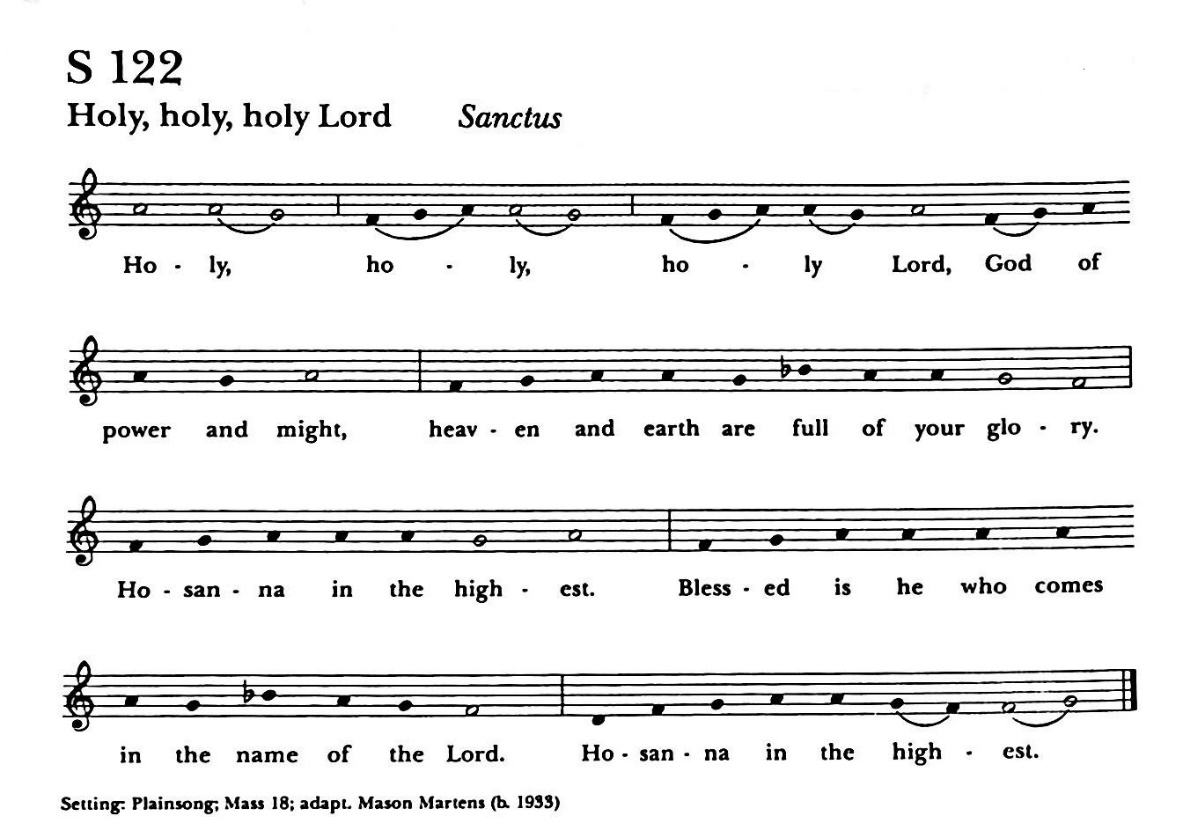 S 122
Holy, holy, holy Lord Sanctus
Ho - ly, ho - ly, ho - ly Lord, God of
power and might, heav - en and earth are full of your glo - ry.
Ho - san - na in the high - est. Bless - ed is he who comes
in the name of the Lord. Ho - san - na in the high - est.
Setting: Plainsong; Mass 18; adapt. Mason Martens (b. 1933)